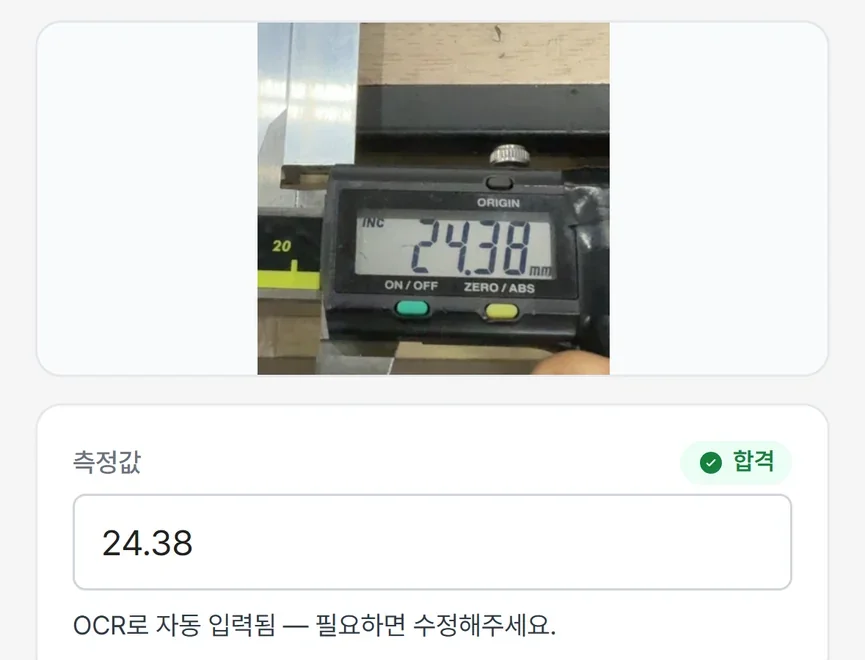 ORIGIN
INC
24.38
mm
20
ON / OFF ZERO / ABS
측정값
합격
24.38
OCR로 자동 입력됨 — 필요하면 수정해주세요.